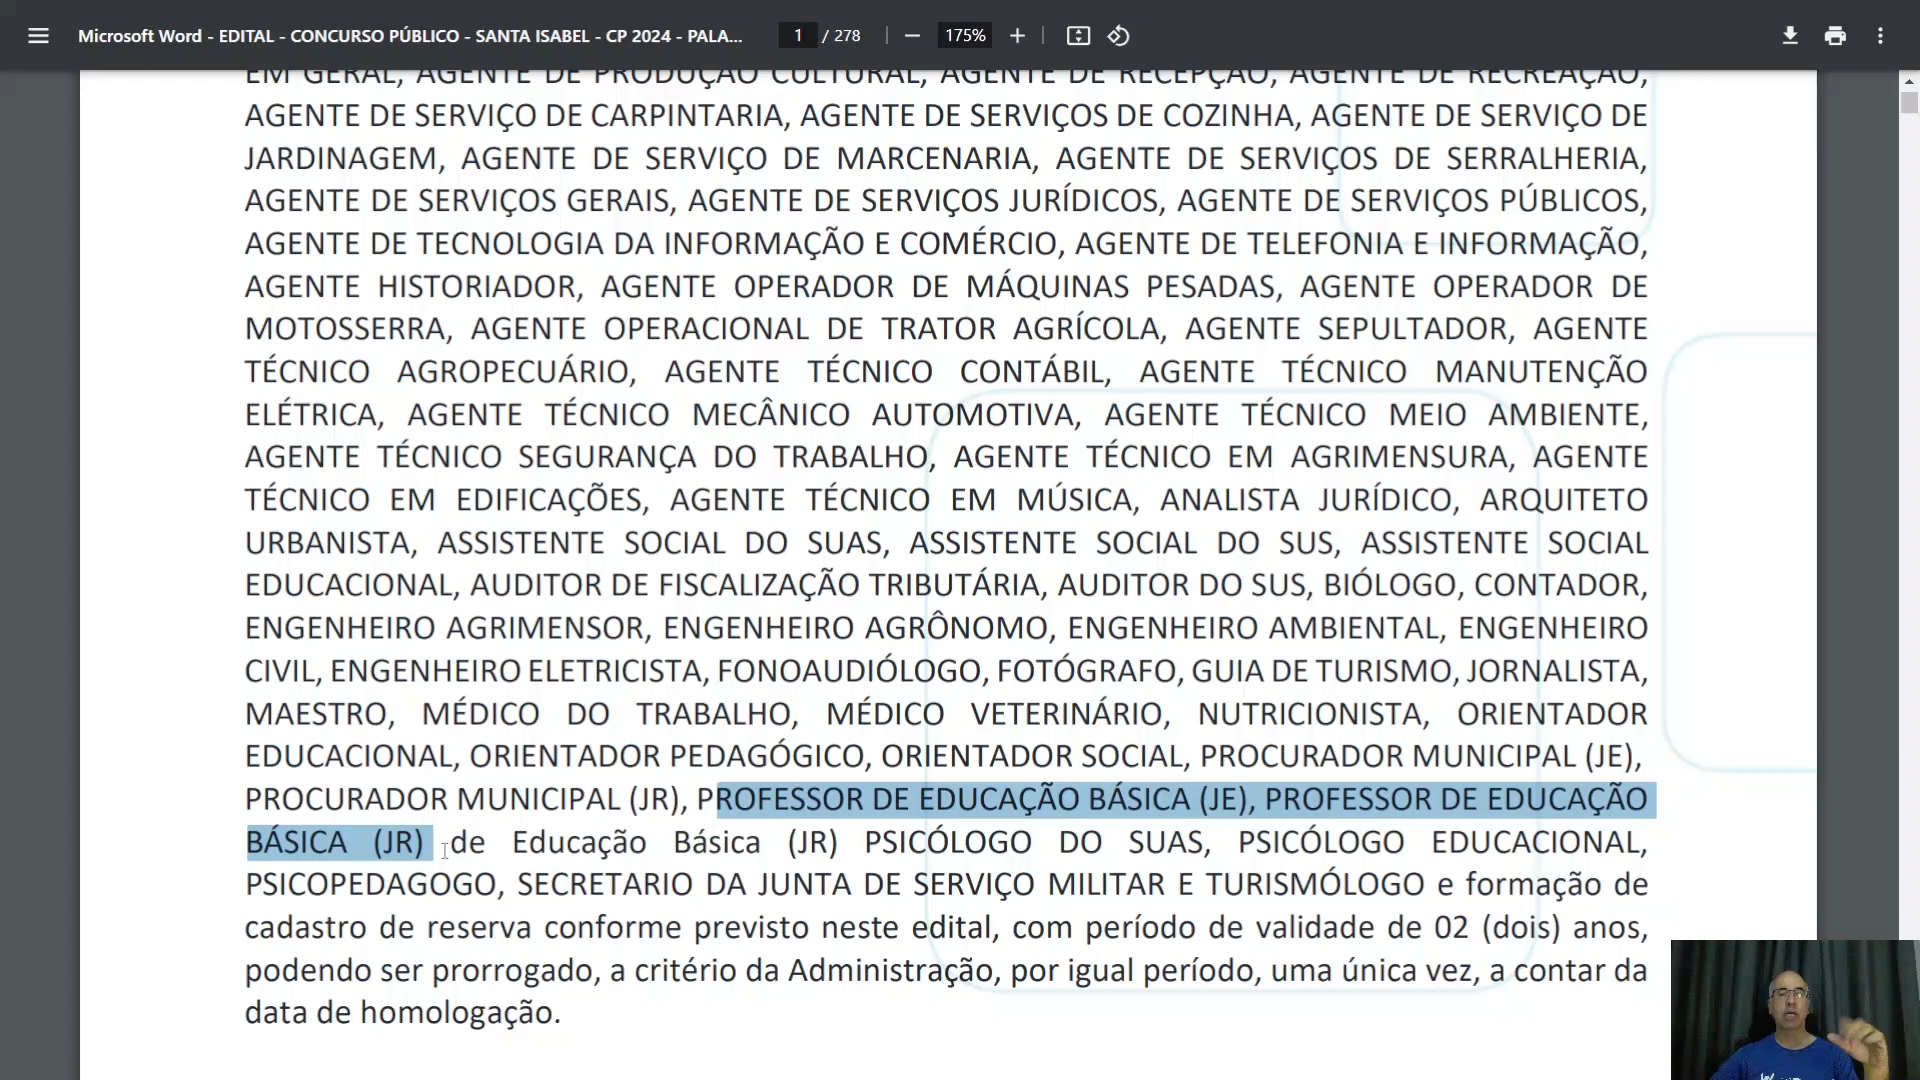 Microsoft Word - EDITAL - CONCURSO PÚBLICO - SANTA ISABEL - CP 2024 - PALA...
1 / 278
175%
EM GERAL, AGENTE DE PRODUÇÃO CULTURAL, AGENTE DE RECEPÇÃO, AGENTE DE RECREAÇÃO,
AGENTE DE SERVIÇO DE CARPINTARIA, AGENTE DE SERVIÇOS DE COZINHA, AGENTE DE SERVIÇO DE
JARDINAGEM, AGENTE DE SERVIÇO DE MARCENARIA, AGENTE DE SERVIÇOS DE SERRALHERIA,
AGENTE DE SERVIÇOS GERAIS, AGENTE DE SERVIÇOS JURÍDICOS, AGENTE DE SERVIÇOS PÚBLICOS,
AGENTE DE TECNOLOGIA DA INFORMAÇÃO E COMÉRCIO, AGENTE DE TELEFONIA E INFORMAÇÃO,
AGENTE HISTORIADOR, AGENTE OPERADOR DE MÁQUINAS PESADAS, AGENTE OPERADOR DE
MOTOSSERRA, AGENTE OPERACIONAL DE TRATOR AGRÍCOLA, AGENTE SEPULTADOR, AGENTE
TÉCNICO AGROPECUÁRIO, AGENTE TÉCNICO CONTÁBIL, AGENTE TÉCNICO MANUTENÇÃO
ELÉTRICA, AGENTE TÉCNICO MECÂNICO AUTOMOTIVA, AGENTE TÉCNICO MEIO AMBIENTE,
AGENTE TÉCNICO SEGURANÇA DO TRABALHO, AGENTE TÉCNICO EM AGRIMENSURA, AGENTE
TÉCNICO EM EDIFICAÇÕES, AGENTE TÉCNICO EM MÚSICA, ANALISTA JURÍDICO, ARQUITETO
URBANISTA, ASSISTENTE SOCIAL DO SUAS, ASSISTENTE SOCIAL DO SUS, ASSISTENTE SOCIAL
EDUCACIONAL, AUDITOR DE FISCALIZAÇÃO TRIBUTÁRIA, AUDITOR DO SUS, BIÓLOGO, CONTADOR,
ENGENHEIRO AGRIMENSOR, ENGENHEIRO AGRÔNOMO, ENGENHEIRO AMBIENTAL, ENGENHEIRO
CIVIL, ENGENHEIRO ELETRICISTA, FONOAUDIÓLOGO, FOTÓGRAFO, GUIA DE TURISMO, JORNALISTA,
MAESTRO, MÉDICO DO TRABALHO, MÉDICO VETERINÁRIO, NUTRICIONISTA, ORIENTADOR
EDUCACIONAL, ORIENTADOR PEDAGÓGICO, ORIENTADOR SOCIAL, PROCURADOR MUNICIPAL (JE),
PROCURADOR MUNICIPAL (JR), PROFESSOR DE EDUCAÇÃO BÁSICA (JE), PROFESSOR DE EDUCAÇÃO
BÁSICA (JR) de Educação Básica (JR) PSICÓLOGO DO SUAS, PSICÓLOGO EDUCACIONAL,
PSICOPEDAGOGO, SECRETARIO DA JUNTA DE SERVIÇO MILITAR E TURISMÓLOGO e formação de
cadastro de reserva conforme previsto neste edital, com período de validade de 02 (dois) anos,
podendo ser prorrogado, a critério da Administração, por igual período, uma única vez, a contar da
data de homologação.